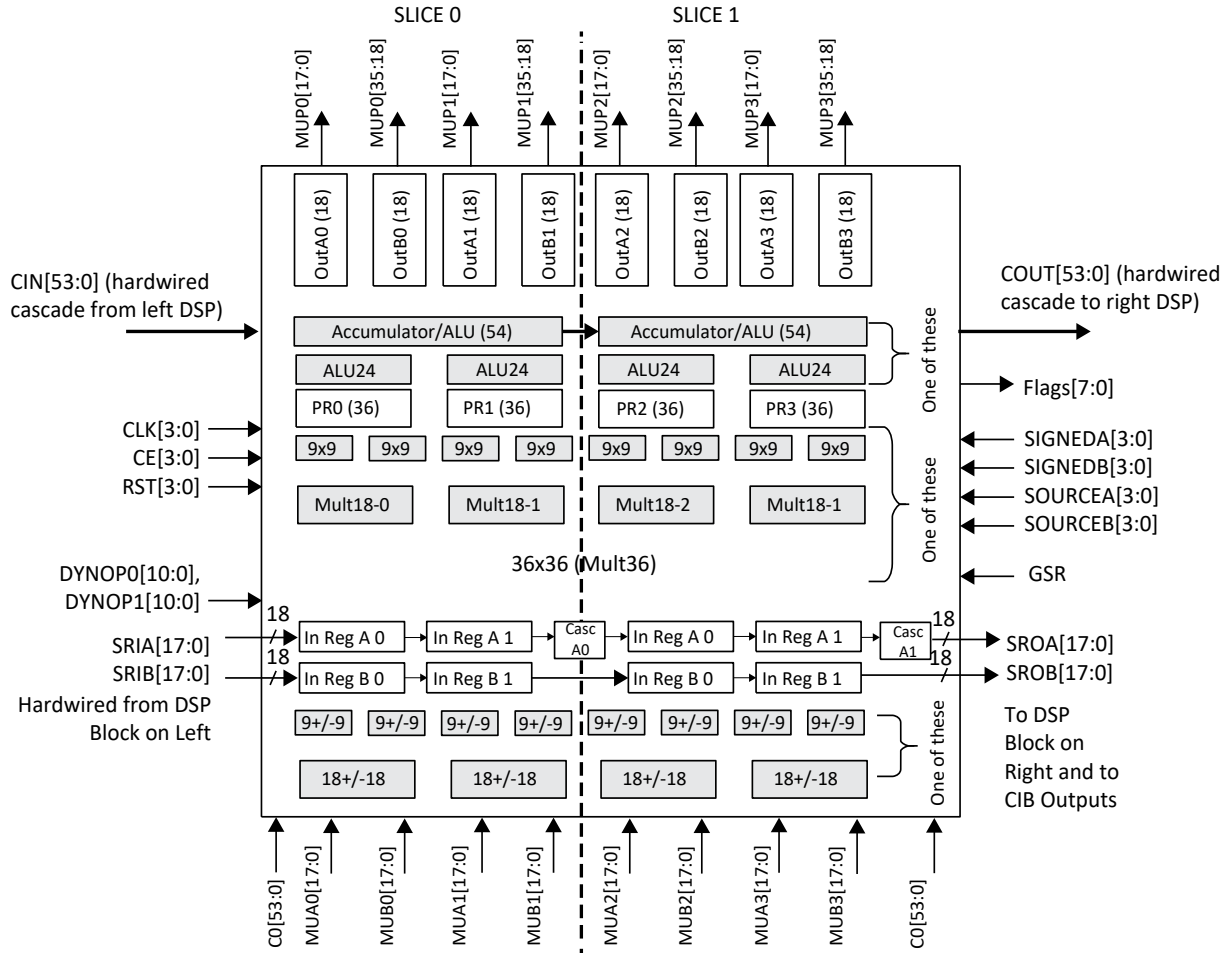 SLICE 0
SLICE 1
MUP0[17:0]
MUP0[35:18]
MUP1[17:0]
MUP1[35:18]
MUP2[17:0]
MUP2[35:18]
MUP3[17:0]
MUP3[35:18]
OutA0 (18)
OutB0 (18)
OutA1 (18)
OutB1 (18)
OutA2 (18)
OutB2 (18)
OutA3 (18)
OutB3 (18)
CIN[53:0] (hardwired
cascade from left DSP)
COUT[53:0] (hardwired
cascade to right DSP)
Accumulator/ALU (54)
Accumulator/ALU (54)
One of these
ALU24
ALU24
ALU24
ALU24
Flags[7:0]
PR0 (36)
PR1 (36)
PR2 (36)
PR3 (36)
CLK[3:0]
CE[3:0]
RST[3:0]
9x9
9x9
9x9
9x9
9x9
9x9
9x9
9x9
SIGNEDA[3:0]
SIGNEDB[3:0]
SOURCEA[3:0]
SOURCEB[3:0]
One of these
Mult18-0
Mult18-1
Mult18-2
Mult18-1
36x36 (Mult36)
GSR
DYNOP0[10:0],
DYNOP1[10:0]
18
SRIA[17:0]
18
SRIB[17:0]
Hardwired from DSP
Block on Left
In Reg A 0
In Reg A 1
Casc
A0
In Reg A 0
In Reg A 1
Casc
A1
18
SROA[17:0]
In Reg B 0
In Reg B 1
In Reg B 0
In Reg B 1
18
SROB[17:0]
To DSP
Block on
Right and to
CIB Outputs
9+/-9
9+/-9
9+/-9
9+/-9
9+/-9
9+/-9
9+/-9
9+/-9
One of these
18+/-18
18+/-18
18+/-18
18+/-18
C0[53:0]
MUA0[17:0]
MUB0[17:0]
MUA1[17:0]
MUB1[17:0]
MUA2[17:0]
MUB2[17:0]
MUA3[17:0]
MUB3[17:0]
C0[53:0]